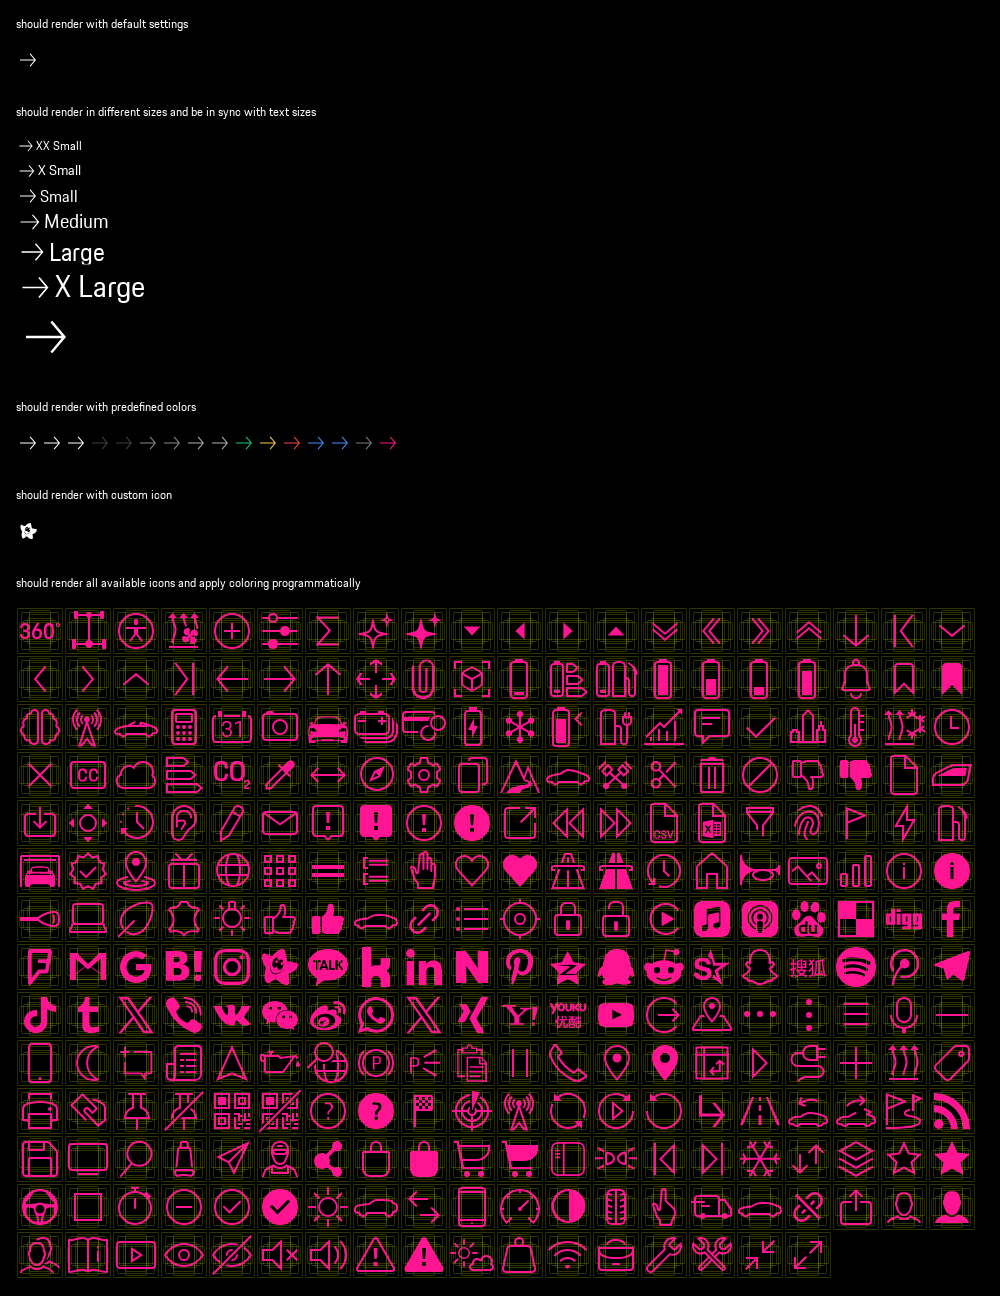 should render with default settings
should render in different sizes and be in sync with text sizes
XX Small
X Small
Small
Medium
Large
X Large
should render with predefined colors
should render with custom icon
should render all available icons and apply coloring programmatically
360°
31
CC
CO2
CSV
X
du
digg
B!
TALK
in
搜狐
Y!
YOUKU
优酷
P
P